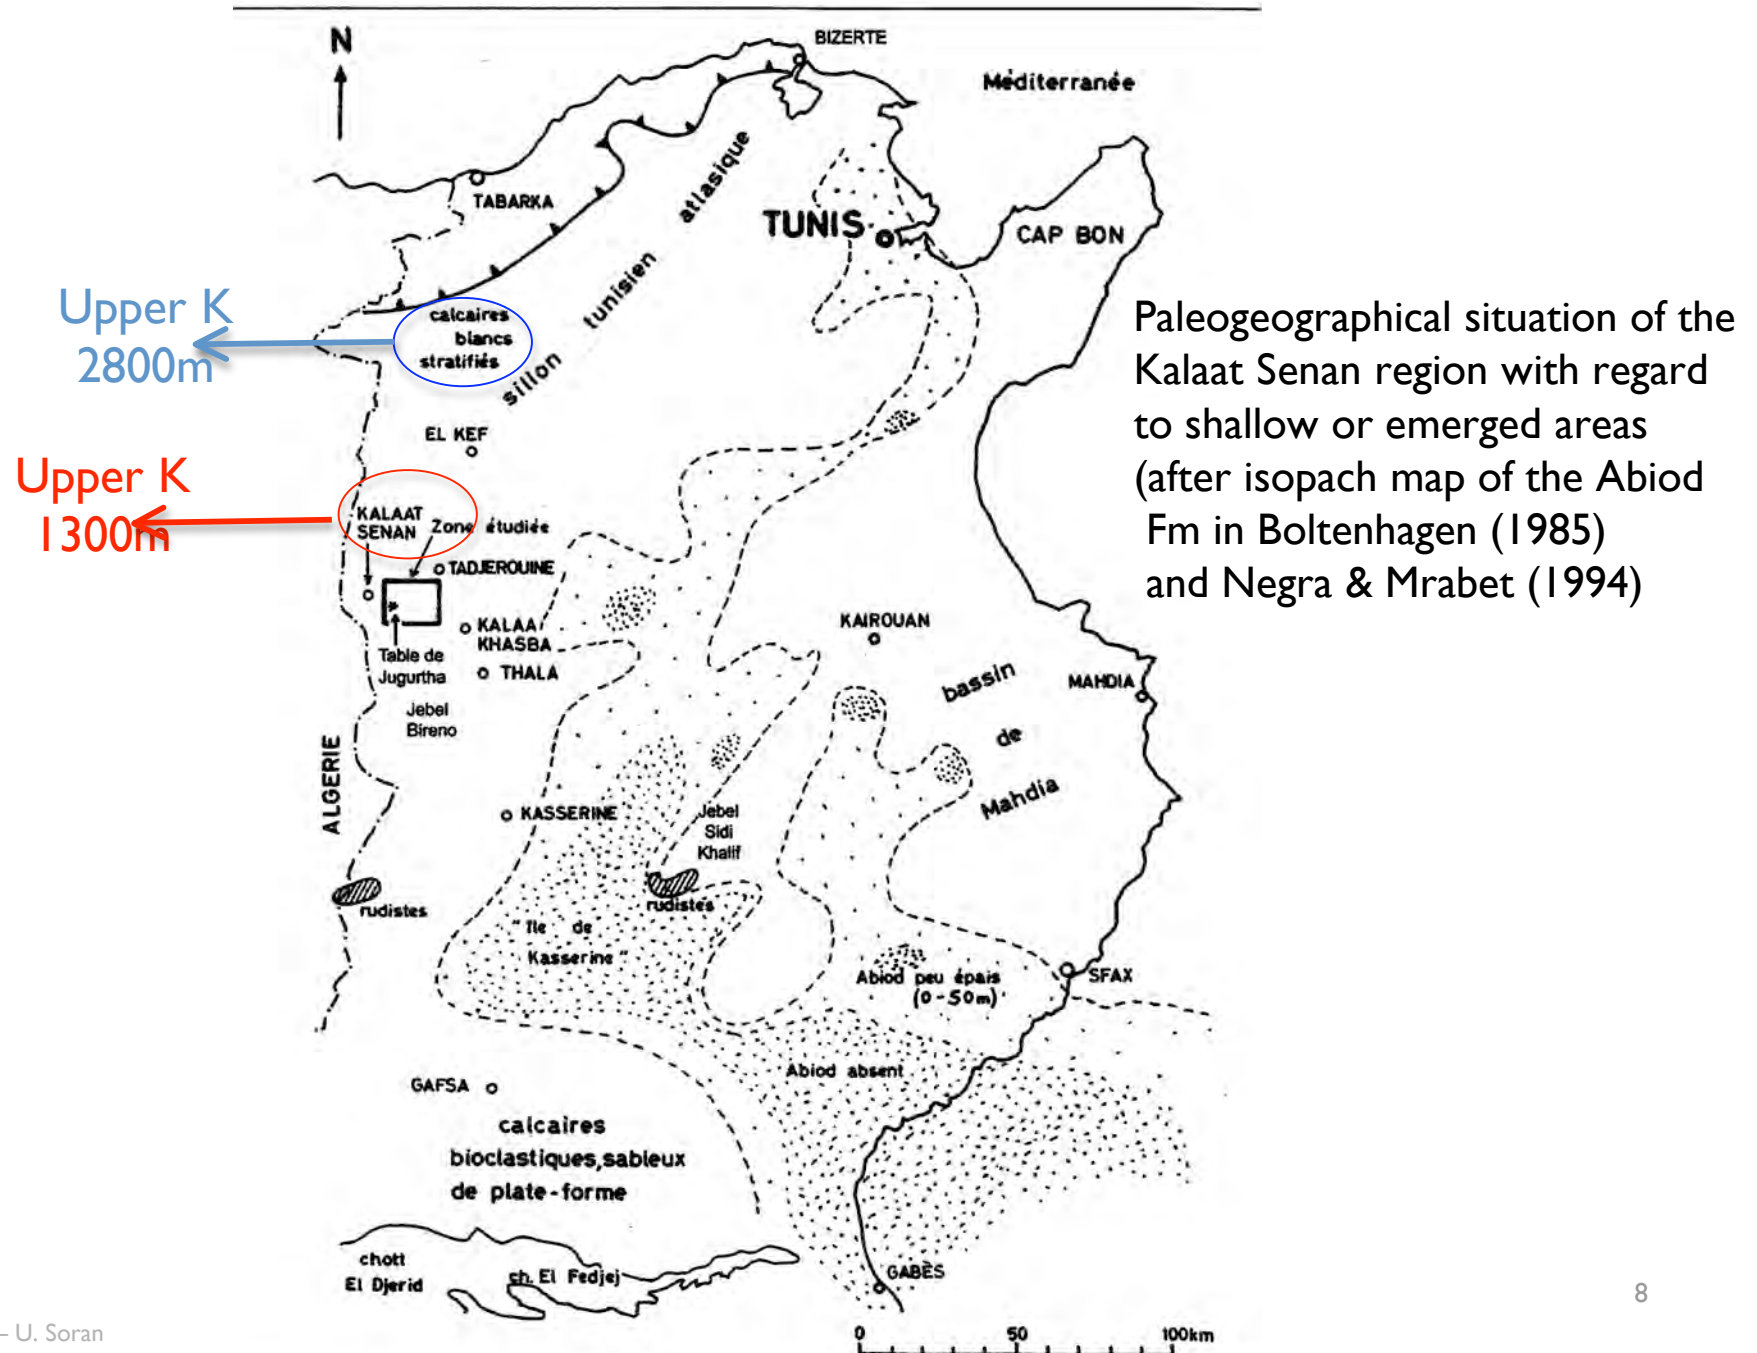 N
BIZERTE
Méditerranée
TABARKA
atlasique
TUNIS
CAP BON
tunisien
sillon
Upper K
2800m
calcaires
blancs
stratifiés
Paleogeographical situation of the
Kalaat Senan region with regard
to shallow or emerged areas
(after isopach map of the Abiod
Fm in Boltenhagen (1985)
and Negra & Mrabet (1994)
EL KEF
Upper K
1300m
KALAAT
SENAN
Zone étudiée
TADJEROUINE
KALAA
KHASBA
Table de
Jugurtha
THALA
Jebel
Bireno
KAIROUAN
bassin
de
Mahdia
MAHDIA
ALGERIE
KASSERINE
Jebel
Sidi
Khalif
rudistes
rudistes
"Ile de
Kasserine"
Abiod peu épais
(0-50m)
SFAX
Abiod absent
GAFSA
calcaires
bioclastiques,sableux
de plate-forme
chott
El Djerid
ch. El Fedjej
GABÈS
0 50 100km
8
– U. Soran